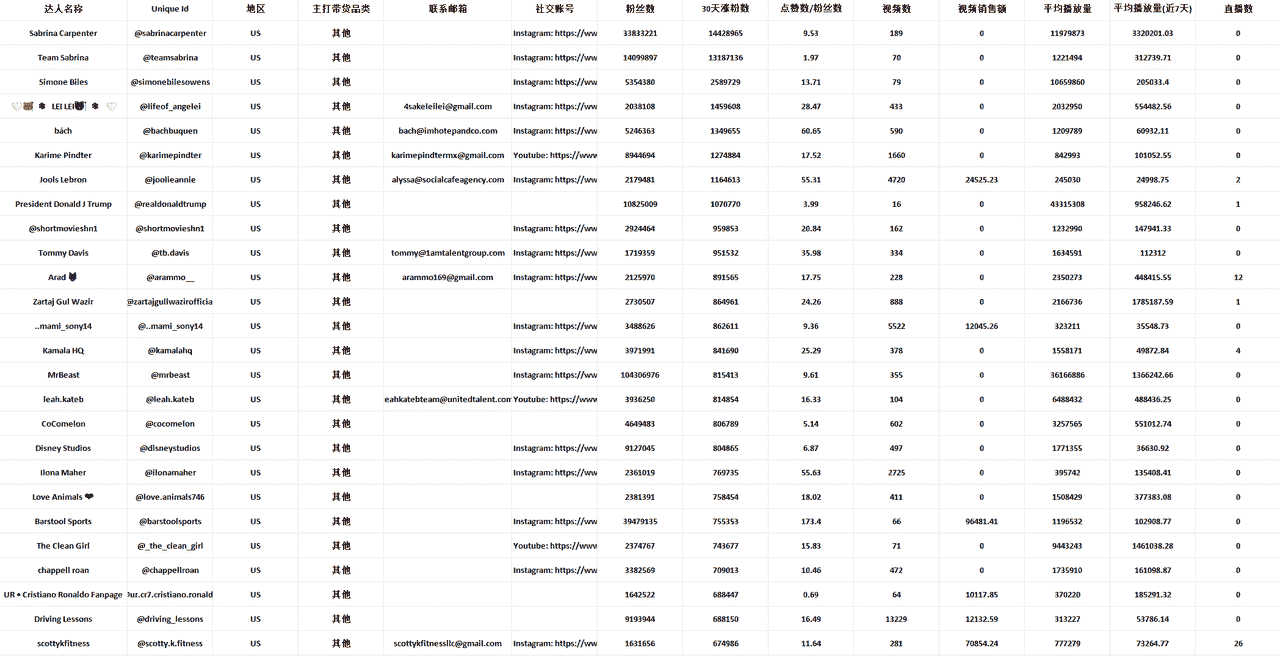 达人名称 Unique Id 地区 主打带货品类 联系邮箱 社交账号 粉丝数 30天涨粉数 点赞数/粉丝数 视频数 视频销售额 平均播放量 平均播放量(近7天) 直播数
Sabrina Carpenter @sabrinacarpenter US 其他 Instagram: https://ww 33833221 14428965 9.53 189 0 11979873 3320201.03 0
Team Sabrina @teamsabrina US 其他 Instagram: https://ww 14099897 13187136 1.97 70 0 1221494 312739.71 0
Simone Biles @simonebilesowens US 其他 Instagram: https://ww 5354380 2589729 13.71 79 0 10659860 205033.4 0
LEI LEI @lifeof_angelei US 其他 4sakeleilei@gmail.com Instagram: https://ww 2038108 1459608 28.47 433 0 2032950 554482.56 0
bách @bachbuquen US 其他 bach@imhotepandco.com Instagram: https://ww 5246363 1349655 60.65 590 0 1209789 60932.11 0
Karime Pindter @karimepindter US 其他 karimepindtermx@gmail.com Youtube: https://ww 8944694 1274884 17.52 1660 0 842993 101052.55 0
Jools Lebron @joolieannie US 其他 alyssa@socialcafeagency.com Instagram: https://ww 2179481 1164613 55.31 4720 24525.23 245030 24998.75 2
President Donald J Trump @realdonaldtrump US 其他 10825009 1070770 3.99 16 0 43315308 958246.62 1
@shortmovieshn1 @shortmovieshn1 US 其他 Instagram: https://ww 2924464 959853 20.84 162 0 1232990 147941.33 0
Tommy Davis @tb.davis US 其他 tommy@1amtalentgroup.com Instagram: https://ww 1719359 951532 35.98 334 0 1634591 112312 0
Arad @arammo__ US 其他 arammo169@gmail.com Instagram: https://ww 2125970 891565 17.75 228 0 2350273 448415.55 12
Zartaj Gul Wazir @zartajgullwazirofficia US 其他 2730507 864961 24.26 888 0 2166736 1785187.59 1
..mami_sony14 @..mami_sony14 US 其他 Instagram: https://ww 3488626 862611 9.36 5522 12045.26 323211 35548.73 0
Kamala HQ @kamalahq US 其他 Instagram: https://ww 3971991 841690 25.29 378 0 1558171 49872.84 4
MrBeast @mrbeast US 其他 Instagram: https://ww 104306976 815413 9.61 355 0 36166886 1366242.66 0
leah.kateb @leah.kateb US 其他 eahkatebteam@unitedtalent.com Youtube: https://ww 3936250 814854 16.33 104 0 6488432 488436.25 0
CoComelon @cocomelon US 其他 4649483 806789 5.14 602 0 3257565 551012.74 0
Disney Studios @disneystudios US 其他 Instagram: https://ww 9127045 804865 6.87 497 0 1771355 36630.92 0
Ilona Maher @ilonamaher US 其他 Instagram: https://ww 2361019 769735 55.63 2725 0 395742 135408.41 0
Love Animals @love.animals746 US 其他 2381391 758454 18.02 411 0 1508429 377383.08 0
Barstool Sports @barstoolsports US 其他 Instagram: https://ww 39479135 755353 173.4 66 96481.41 1196532 102908.77 0
The Clean Girl @_the_clean_girl US 其他 Youtube: https://ww 2374767 743677 15.83 71 0 9443243 1461038.28 0
chappell roan @chappellroan US 其他 Instagram: https://ww 3382569 709013 10.46 472 0 1735910 161098.87 0
UR • Cristiano Ronaldo Fanpage ur.cr7.cristiano.ronald US 其他 1642522 688447 0.69 64 10117.85 370220 185291.32 0
Driving Lessons @driving_lessons US 其他 9193944 688150 16.49 13229 12132.59 313227 53786.14 0
scottykfitness @scotty.k.fitness US 其他 scottykfitnessllc@gmail.com Instagram: https://ww 1631656 674986 11.64 281 70854.24 777279 73264.77 26